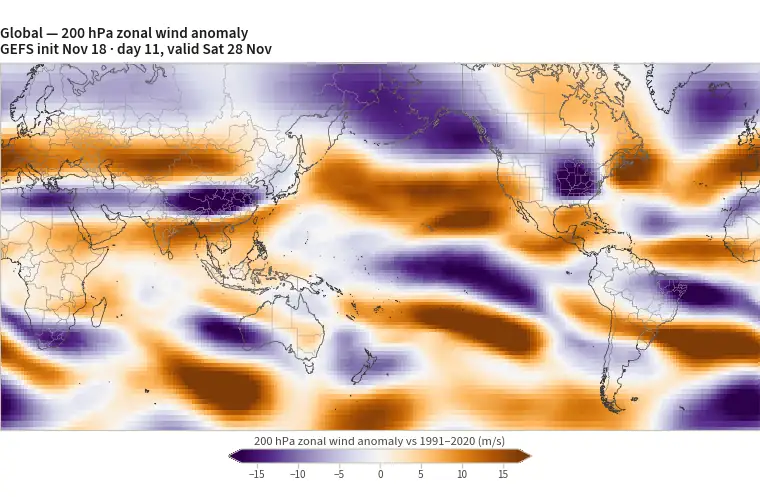 Global — 200 hPa zonal wind anomaly
GEFS init Nov 18 · day 11, valid Sat 28 Nov
200 hPa zonal wind anomaly vs 1991–2020 (m/s)
−15 −10 −5 0 5 10 15